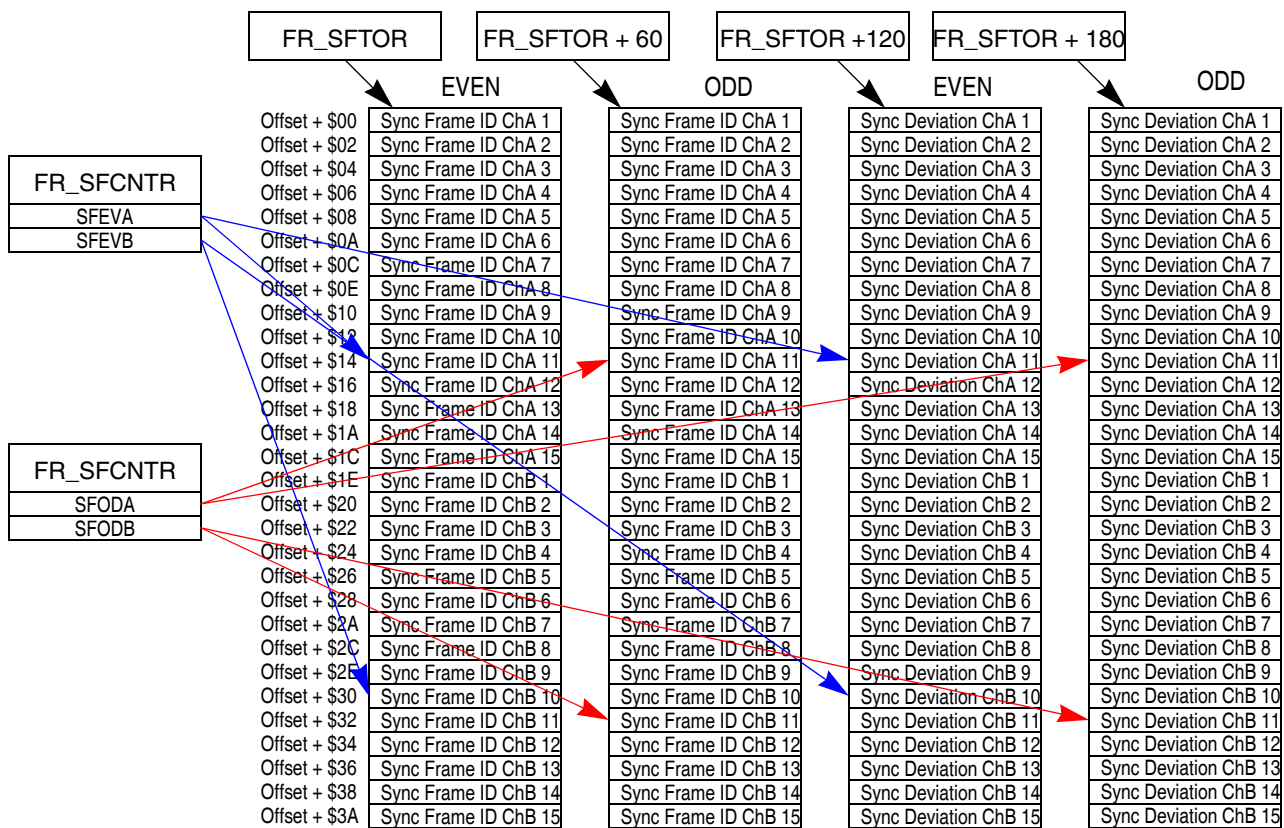 FR_SFTOR FR_SFTOR + 60 FR_SFTOR +120 FR_SFTOR + 180
EVEN ODD EVEN ODD
Offset + $00 Sync Frame ID ChA 1 Sync Frame ID ChA 1 Sync Deviation ChA 1 Sync Deviation ChA 1
Offset + $02 Sync Frame ID ChA 2 Sync Frame ID ChA 2 Sync Deviation ChA 2 Sync Deviation ChA 2
Offset + $04 Sync Frame ID ChA 3 Sync Frame ID ChA 3 Sync Deviation ChA 3 Sync Deviation ChA 3
FR_SFCNTR
Offset + $06 Sync Frame ID ChA 4 Sync Frame ID ChA 4 Sync Deviation ChA 4 Sync Deviation ChA 4
SFEVA Offset + $08 Sync Frame ID ChA 5 Sync Frame ID ChA 5 Sync Deviation ChA 5 Sync Deviation ChA 5
SFEVB Offset + $0A Sync Frame ID ChA 6 Sync Frame ID ChA 6 Sync Deviation ChA 6 Sync Deviation ChA 6
Offset + $0C Sync Frame ID ChA 7 Sync Frame ID ChA 7 Sync Deviation ChA 7 Sync Deviation ChA 7
Offset + $0E Sync Frame ID ChA 8 Sync Frame ID ChA 8 Sync Deviation ChA 8 Sync Deviation ChA 8
Offset + $10 Sync Frame ID ChA 9 Sync Frame ID ChA 9 Sync Deviation ChA 9 Sync Deviation ChA 9
Offset + $12 Sync Frame ID ChA 10 Sync Frame ID ChA 10 Sync Deviation ChA 10 Sync Deviation ChA 10
Offset + $14 Sync Frame ID ChA 11 Sync Frame ID ChA 11 Sync Deviation ChA 11 Sync Deviation ChA 11
Offset + $16 Sync Frame ID ChA 12 Sync Frame ID ChA 12 Sync Deviation ChA 12 Sync Deviation ChA 12
Offset + $18 Sync Frame ID ChA 13 Sync Frame ID ChA 13 Sync Deviation ChA 13 Sync Deviation ChA 13
Offset + $1A Sync Frame ID ChA 14 Sync Frame ID ChA 14 Sync Deviation ChA 14 Sync Deviation ChA 14
FR_SFCNTR
Offset + $1C Sync Frame ID ChA 15 Sync Frame ID ChA 15 Sync Deviation ChA 15 Sync Deviation ChA 15
Offset + $1E Sync Frame ID ChB 1 Sync Frame ID ChB 1 Sync Deviation ChB 1 Sync Deviation ChB 1
SFODA Offset + $20 Sync Frame ID ChB 2 Sync Frame ID ChB 2 Sync Deviation ChB 2 Sync Deviation ChB 2
SFODB Offset + $22 Sync Frame ID ChB 3 Sync Frame ID ChB 3 Sync Deviation ChB 3 Sync Deviation ChB 3
Offset + $24 Sync Frame ID ChB 4 Sync Frame ID ChB 4 Sync Deviation ChB 4 Sync Deviation ChB 4
Offset + $26 Sync Frame ID ChB 5 Sync Frame ID ChB 5 Sync Deviation ChB 5 Sync Deviation ChB 5
Offset + $28 Sync Frame ID ChB 6 Sync Frame ID ChB 6 Sync Deviation ChB 6 Sync Deviation ChB 6
Offset + $2A Sync Frame ID ChB 7 Sync Frame ID ChB 7 Sync Deviation ChB 7 Sync Deviation ChB 7
Offset + $2C Sync Frame ID ChB 8 Sync Frame ID ChB 8 Sync Deviation ChB 8 Sync Deviation ChB 8
Offset + $2E Sync Frame ID ChB 9 Sync Frame ID ChB 9 Sync Deviation ChB 9 Sync Deviation ChB 9
Offset + $30 Sync Frame ID ChB 10 Sync Frame ID ChB 10 Sync Deviation ChB 10 Sync Deviation ChB 10
Offset + $32 Sync Frame ID ChB 11 Sync Frame ID ChB 11 Sync Deviation ChB 11 Sync Deviation ChB 11
Offset + $34 Sync Frame ID ChB 12 Sync Frame ID ChB 12 Sync Deviation ChB 12 Sync Deviation ChB 12
Offset + $36 Sync Frame ID ChB 13 Sync Frame ID ChB 13 Sync Deviation ChB 13 Sync Deviation ChB 13
Offset + $38 Sync Frame ID ChB 14 Sync Frame ID ChB 14 Sync Deviation ChB 14 Sync Deviation ChB 14
Offset + $3A Sync Frame ID ChB 15 Sync Frame ID ChB 15 Sync Deviation ChB 15 Sync Deviation ChB 15